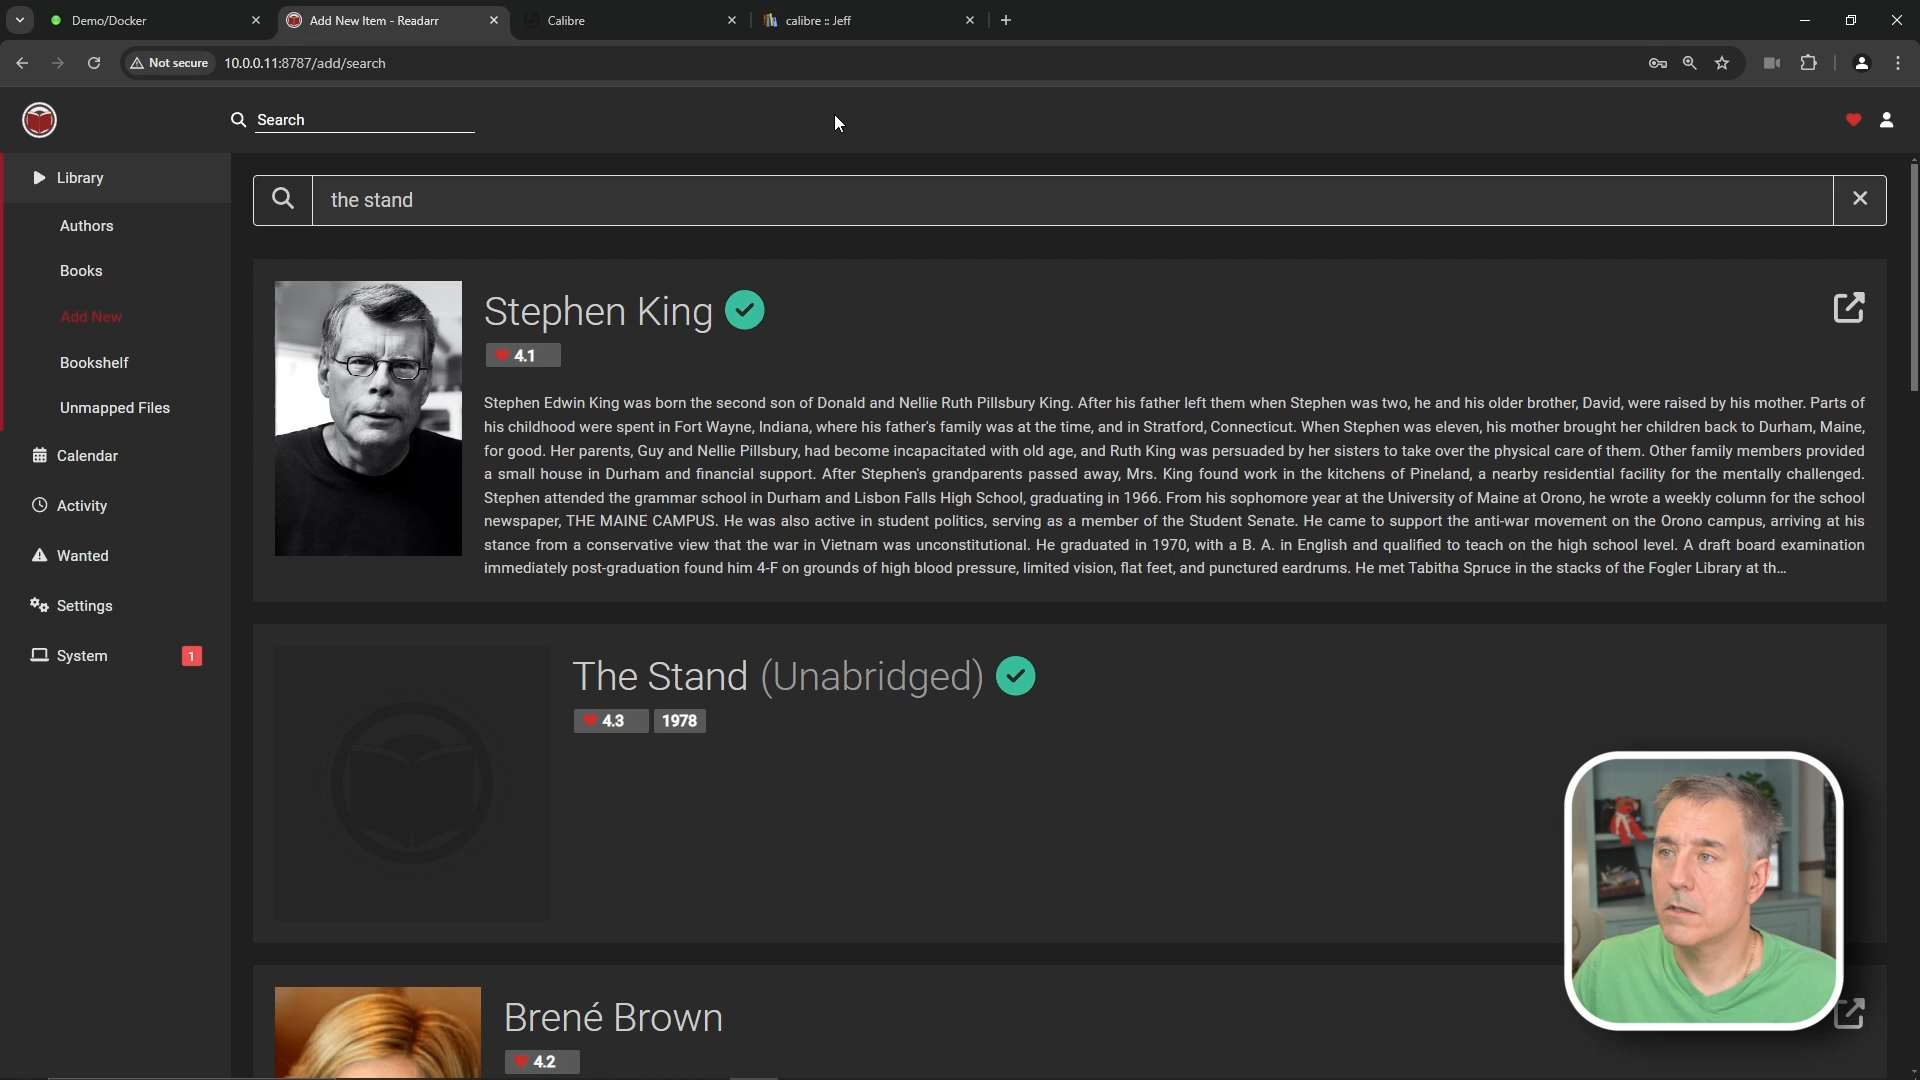 Demo/Docker
Add New Item - Readarr
Calibre
calibre :: Jeff
Not secure
10.0.0.11:8787/add/search
Search
Library
Authors
Books
Add New
Bookshelf
Unmapped Files
Calendar
Activity
Wanted
Settings
System
1
the stand
Stephen King
4.1
Stephen Edwin King was born the second son of Donald and Nellie Ruth Pillsbury King. After his father left them when Stephen was two, he and his older brother, David, were raised by his mother. Parts of
his childhood were spent in Fort Wayne, Indiana, where his father's family was at the time, and in Stratford, Connecticut. When Stephen was eleven, his mother brought her children back to Durham, Maine,
for good. Her parents, Guy and Nellie Pillsbury, had become incapacitated with old age, and Ruth King was persuaded by her sisters to take over the physical care of them. Other family members provided
a small house in Durham and financial support. After Stephen's grandparents passed away, Mrs. King found work in the kitchens of Pineland, a nearby residential facility for the mentally challenged.
Stephen attended the grammar school in Durham and Lisbon Falls High School, graduating in 1966. From his sophomore year at the University of Maine at Orono, he wrote a weekly column for the school
newspaper, THE MAINE CAMPUS. He was also active in student politics, serving as a member of the Student Senate. He came to support the anti-war movement on the Orono campus, arriving at his
stance from a conservative view that the war in Vietnam was unconstitutional. He graduated in 1970, with a B. A. in English and qualified to teach on the high school level. A draft board examination
immediately post-graduation found him 4-F on grounds of high blood pressure, limited vision, flat feet, and punctured eardrums. He met Tabitha Spruce in the stacks of the Fogler Library at th...
The Stand (Unabridged)
4.3 1978
Brené Brown
4.2